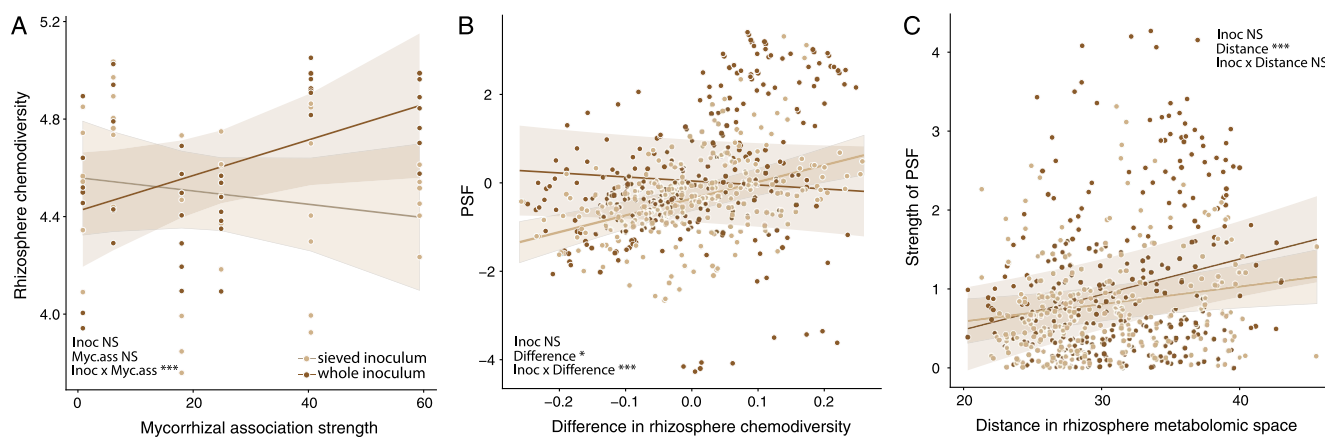 A
Rhizosphere chemodiversity
5.2
4.8
4.4
4.0
Inoc NS
Myc.ass NS
Inoc x Myc.ass ***
sieved inoculum
whole inoculum
0
20
40
60
Mycorrhizal association strength
B
PSF
2
0
−2
−4
Inoc NS
Difference *
Inoc x Difference ***
−0.2
−0.1
0.0
0.1
0.2
Difference in rhizosphere chemodiversity
C
Strength of PSF
4
3
2
1
0
Inoc NS
Distance ***
Inoc x Distance NS
20
30
40
Distance in rhizosphere metabolomic space